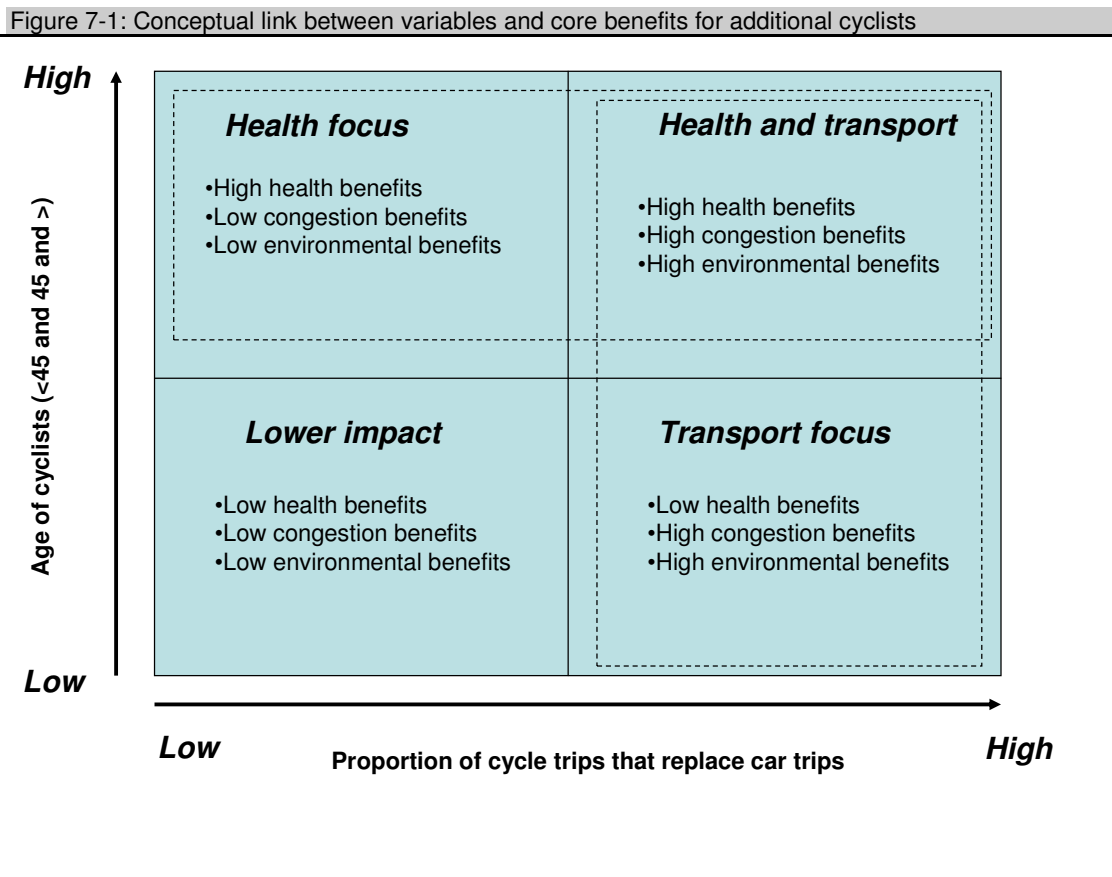 Figure 7-1: Conceptual link between variables and core benefits for additional cyclists
High
Age of cyclists (<45 and 45 and >)
Low
Health focus
•High health benefits
•Low congestion benefits
•Low environmental benefits
Health and transport
•High health benefits
•High congestion benefits
•High environmental benefits
Lower impact
•Low health benefits
•Low congestion benefits
•Low environmental benefits
Transport focus
•Low health benefits
•High congestion benefits
•High environmental benefits
Low
Proportion of cycle trips that replace car trips
High